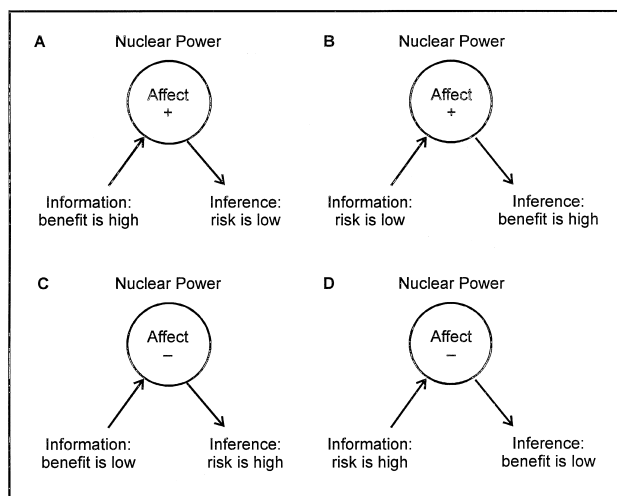 A Nuclear Power
Affect
+
Information:
benefit is high
Inference:
risk is low
B Nuclear Power
Affect
+
Information:
risk is low
Inference:
benefit is high
C Nuclear Power
Affect
–
Information:
benefit is low
Inference:
risk is high
D Nuclear Power
Affect
–
Information:
risk is high
Inference:
benefit is low